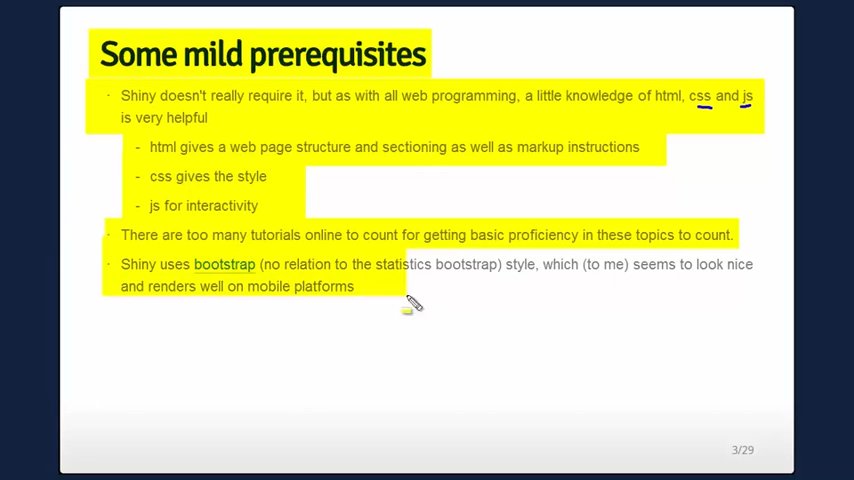 Some mild prerequisites
· Shiny doesn't really require it, but as with all web programming, a little knowledge of html, css and js
is very helpful
- html gives a web page structure and sectioning as well as markup instructions
- css gives the style
- js for interactivity
· There are too many tutorials online to count for getting basic proficiency in these topics to count.
· Shiny uses bootstrap (no relation to the statistics bootstrap) style, which (to me) seems to look nice
and renders well on mobile platforms
3/29